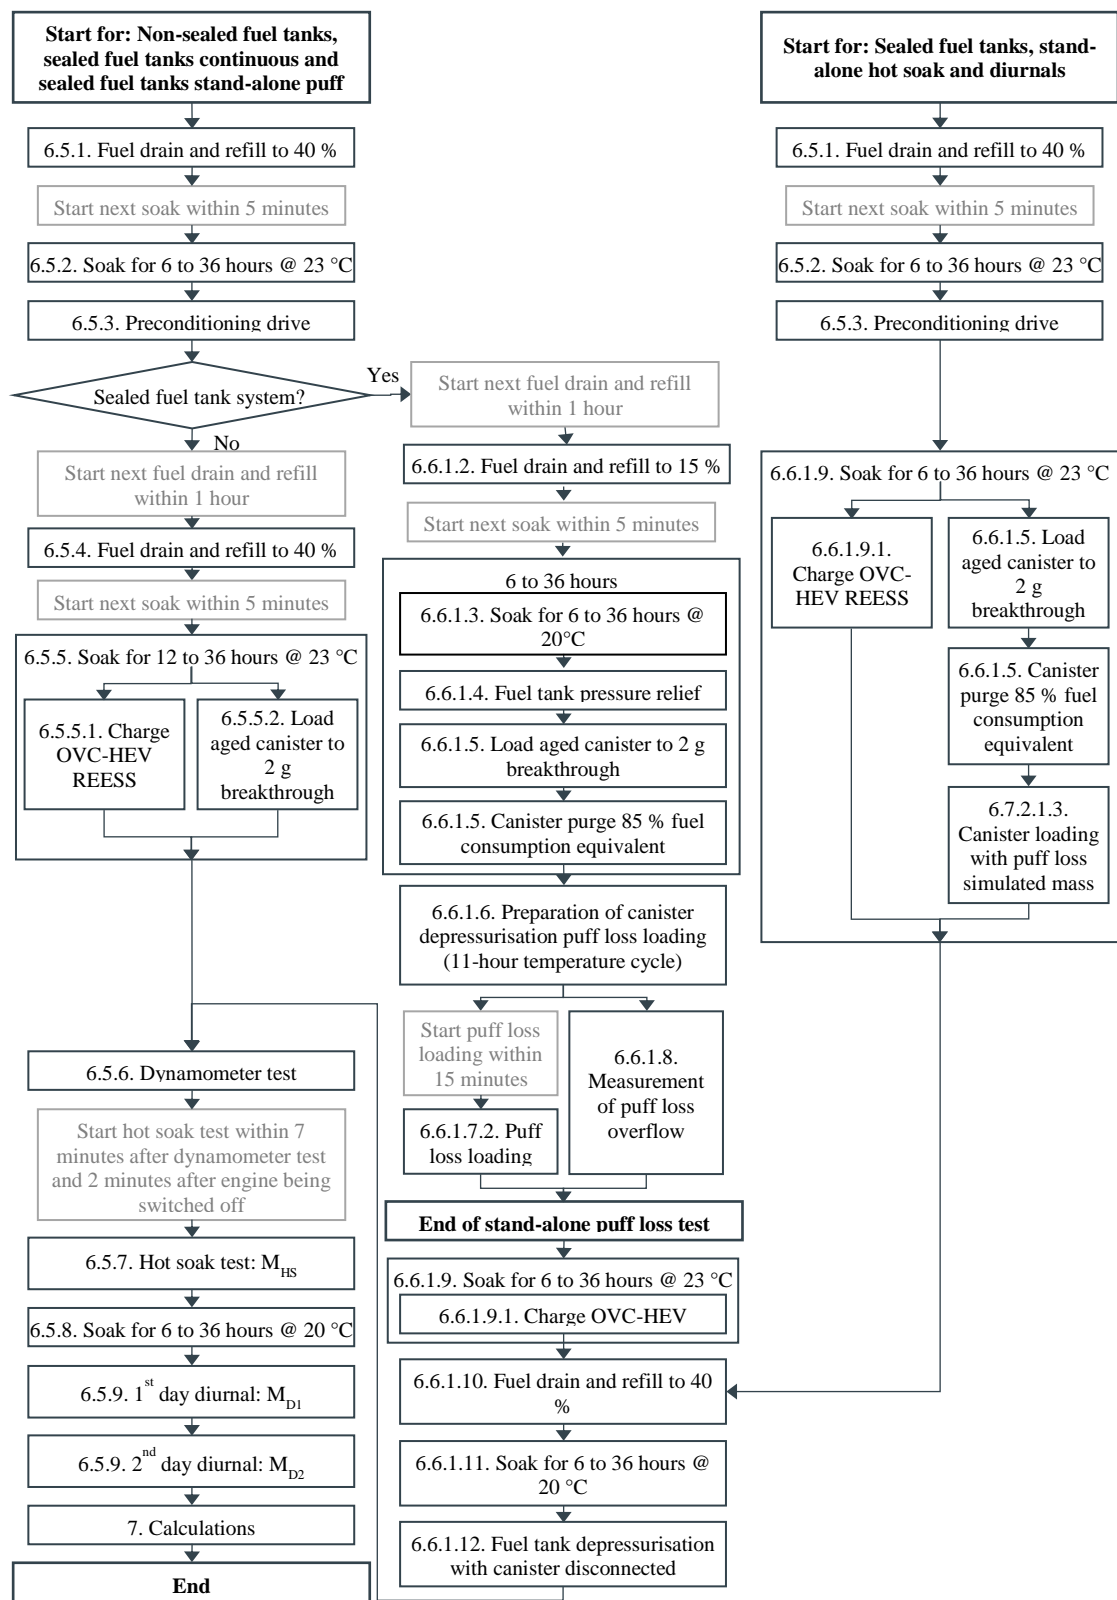 Start for: Non-sealed fuel tanks,
sealed fuel tanks continuous and
sealed fuel tanks stand-alone puff
6.5.1. Fuel drain and refill to 40 %
Start next soak within 5 minutes
6.5.2. Soak for 6 to 36 hours @ 23 °C
6.5.3. Preconditioning drive
Sealed fuel tank system?
Yes
No
Start next fuel drain and refill
within 1 hour
6.5.4. Fuel drain and refill to 40 %
Start next soak within 5 minutes
6.5.5. Soak for 12 to 36 hours @ 23 °C
6.5.5.1. Charge
OVC-HEV
REESS
6.5.5.2. Load
aged canister to
2 g
breakthrough
6.5.6. Dynamometer test
Start hot soak test within 7
minutes after dynamometer test
and 2 minutes after engine being
switched off
6.5.7. Hot soak test: M_HS
6.5.8. Soak for 6 to 36 hours @ 20 °C
6.5.9. 1st day diurnal: M_D1
6.5.9. 2nd day diurnal: M_D2
7. Calculations
End
Start next fuel drain and refill
within 1 hour
6.6.1.2. Fuel drain and refill to 15 %
Start next soak within 5 minutes
6 to 36 hours
6.6.1.3. Soak for 6 to 36 hours @
20°C
6.6.1.4. Fuel tank pressure relief
6.6.1.5. Load aged canister to 2 g
breakthrough
6.6.1.5. Canister purge 85 % fuel
consumption equivalent
6.6.1.6. Preparation of canister
depressurisation puff loss loading
(11-hour temperature cycle)
Start puff loss
loading within
15 minutes
6.6.1.7.2. Puff
loss loading
6.6.1.8.
Measurement
of puff loss
overflow
End of stand-alone puff loss test
6.6.1.9. Soak for 6 to 36 hours @ 23 °C
6.6.1.9.1. Charge OVC-HEV
6.6.1.10. Fuel drain and refill to 40
%
6.6.1.11. Soak for 6 to 36 hours @
20 °C
6.6.1.12. Fuel tank depressurisation
with canister disconnected
Start for: Sealed fuel tanks, stand-
alone hot soak and diurnals
6.5.1. Fuel drain and refill to 40 %
Start next soak within 5 minutes
6.5.2. Soak for 6 to 36 hours @ 23 °C
6.5.3. Preconditioning drive
6.6.1.9. Soak for 6 to 36 hours @ 23 °C
6.6.1.9.1.
Charge OVC-
HEV REESS
6.6.1.5. Load
aged canister to
2 g
breakthrough
6.6.1.5. Canister
purge 85 % fuel
consumption
equivalent
6.7.2.1.3.
Canister loading
with puff loss
simulated mass